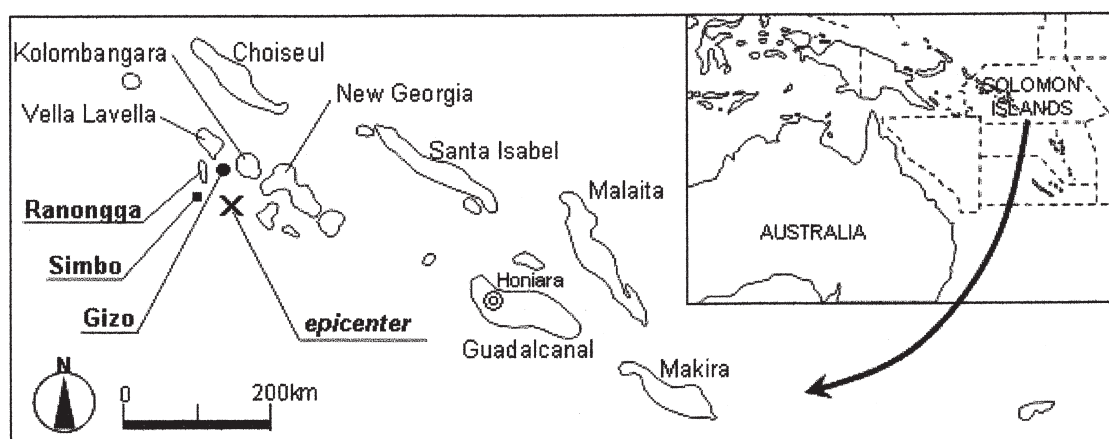 Kolombangara
Choiseul
New Georgia
Vella Lavella
Santa Isabel
Malaita
Ranongga
Simbo
Gizo
epicenter
Honiara
Guadalcanal
Makira
N
0 200km
SOLOMON
ISLANDS
AUSTRALIA